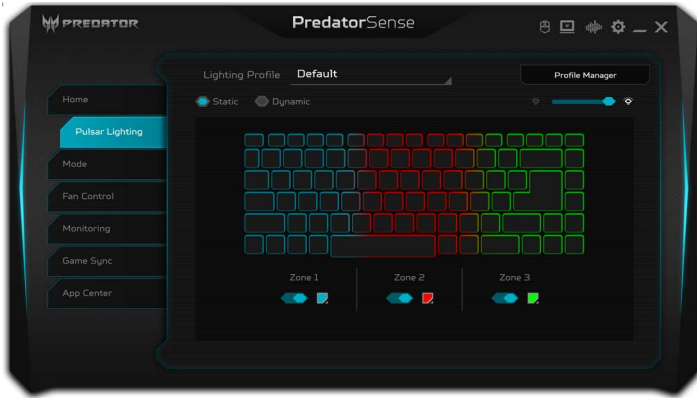 PREDATOR
PredatorSense
Lighting Profile Default
Profile Manager
Static Dynamic
Home
Pulsar Lighting
Mode
Fan Control
Monitoring
Game Sync
App Center
Zone 1 Zone 2 Zone 3